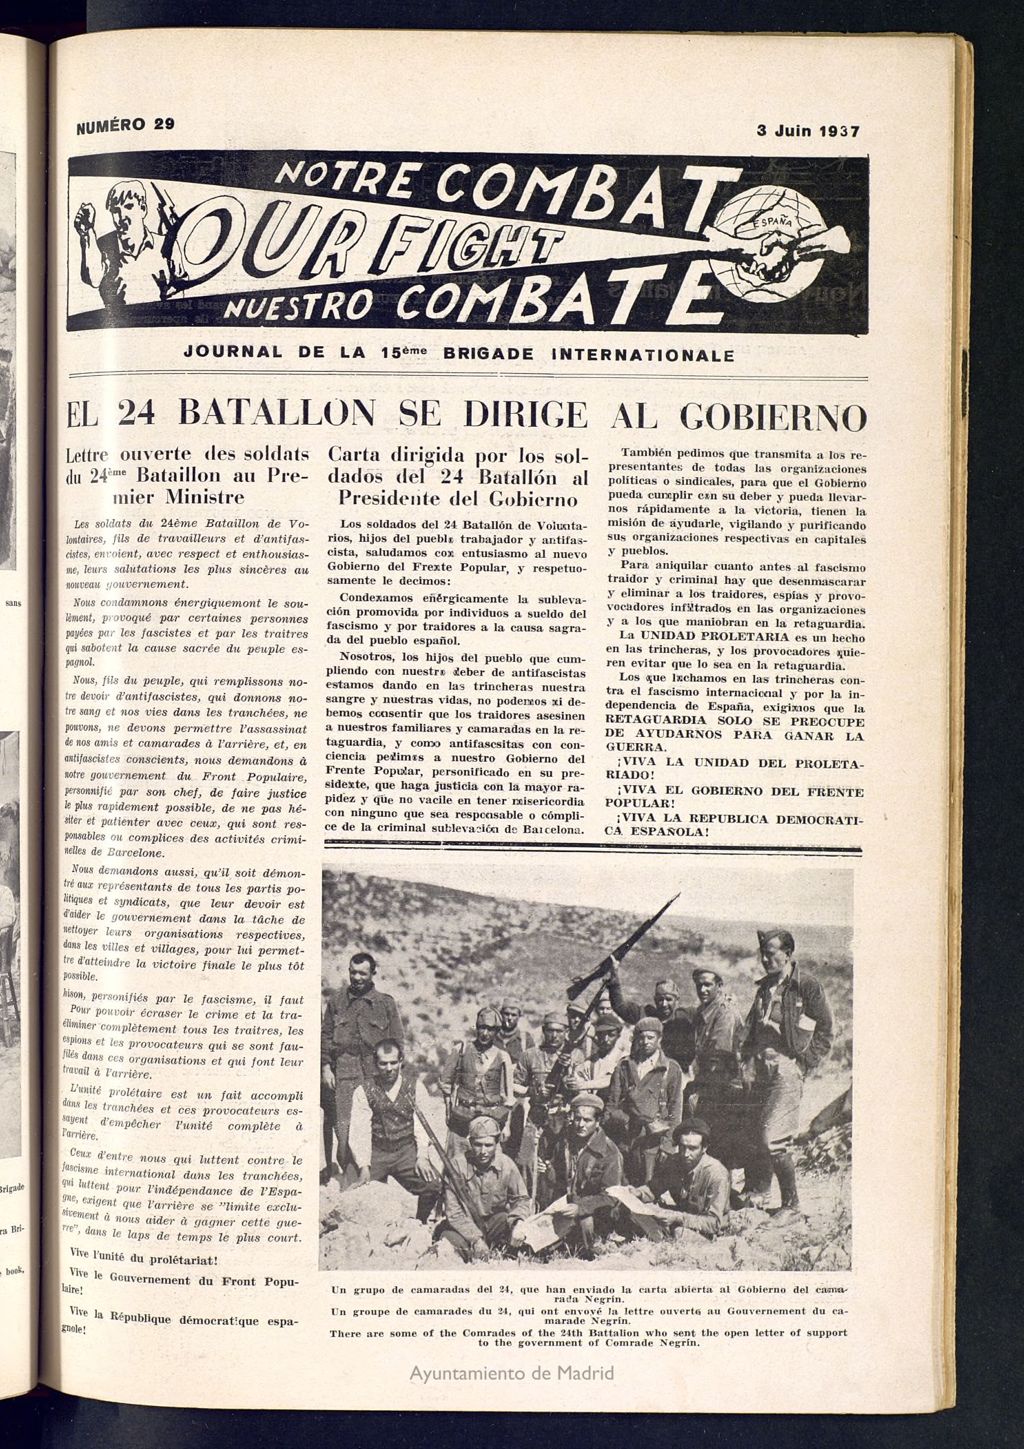 NUMÉRO 29
3 Juin 1937
NOTRE COMBAT
OUR FIGHT
NUESTRO COMBATE
ESPAÑA
JOURNAL DE LA 15ème BRIGADE INTERNATIONALE
EL 24 BATALLON SE DIRIGE AL GOBIERNO
Lettre ouverte des soldats
du 24ème Bataillon au Pre-
mier Ministre
Les soldats du 24ème Bataillon de Vo-
lontaires, fils de travailleurs et d'antifas-
cistes, envoient, avec respect et enthousias-
me, leurs salutations les plus sincères au
nouveau gouvernement.
Nous condamnons énergiquemont le sou-
lèment, provoqué par certaines personnes
payées par les fascistes et par les traitres
qui sabotent la cause sacrée du peuple es-
pagnol.
Nous, fils du peuple, qui remplissons no-
tre devoir d'antifascistes, qui donnons no-
tre sang et nos vies dans les tranchées, ne
pouvons, ne devons permettre l'assassinat
de nos amis et camarades à l'arrière, et, en
antifascistes conscients, nous demandons à
notre gouvernement du Front Populaire,
personnifié par son chef, de faire justice
le plus rapidement possible, de ne pas hé-
siter et patienter avec ceux, qui sont res-
ponsables ou complices des activités crimi-
nelles de Barcelone.
Nous demandons aussi, qu'il soit démon-
tré aux représentants de tous les partis po-
litiques et syndicats, que leur devoir est
d'aider le gouvernement dans la tâche de
nettoyer leurs organisations respectives,
dans les villes et villages, pour lui permet-
tre d'atteindre la victoire finale le plus tôt
possible.
hison, personifiés par le fascisme, il faut
Pour pouvoir écraser le crime et la tra-
éliminer complètement tous les traitres, les
espions et les provocateurs qui se sont fau-
filés dans ces organisations et qui font leur
travail à l'arrière.
L'unité prolétaire est un fait accompli
dans les tranchées et ces provocateurs es-
sayent d'empêcher l'unité complète à
l'arrière.
Ceux d'entre nous qui luttent contre le
fascisme international dans les tranchées,
qui luttent pour l'indépendance de l'Espa-
gne, exigent que l'arrière se "limite exclu-
sivement à nous aider à gagner cette gue-
rre", dans le laps de temps le plus court.
Vive l'unité du prolétariat!
Vive le Gouvernement du Front Popu-
laire!
Vive la République démocratique espa-
gnole!
Carta dirigida por los sol-
dados del 24 Batallón al
Presidente del Gobierno
Los soldados del 24 Batallón de Volunta-
rios, hijos del pueblo trabajador y antifas-
cista, saludamos con entusiasmo al nuevo
Gobierno del Frente Popular, y respetuo-
samente le decimos:
Condenamos eñérgicamente la subleva-
ción promovida por individuos a sueldo del
fascismo y por traidores a la causa sagra-
da del pueblo español.
Nosotros, los hijos del pueblo que cum-
pliendo con nuestro deber de antifascistas
estamos dando en las trincheras nuestra
sangre y nuestras vidas, no podemos ni de-
bemos consentir que los traidores asesinen
a nuestros familiares y camaradas en la re-
taguardia, y como antifascsitas con con-
ciencia pedimos a nuestro Gobierno del
Frente Popular, personificado en su pre-
sidente, que haga justicia con la mayor ra-
pidez y que no vacile en tener misericordia
con ninguno que sea responsable o cómpli-
ce de la criminal sublevación de Barcelona.
También pedimos que transmita a los re-
presentantes de todas las organizaciones
políticas o sindicales, para que el Gobierno
pueda cumplir con su deber y pueda llevar-
nos rápidamente a la victoria, tienen la
misión de ayudarle, vigilando y purificando
sus organizaciones respectivas en capitales
y pueblos.
Para aniquilar cuanto antes al fascismo
traidor y criminal hay que desenmascarar
y eliminar a los traidores, espías y provo-
vocadores infiltrados en las organizaciones
y a los que maniobran en la retaguardia.
La UNIDAD PROLETARIA es un hecho
en las trincheras, y los provocadores quie-
ren evitar que lo sea en la retaguardia.
Los que luchamos en las trincheras con-
tra el fascismo internacional y por la in-
dependencia de España, exigimos que la
RETAGUARDIA SOLO SE PREOCUPE
DE AYUDARNOS PARA GANAR LA
GUERRA.
¡VIVA LA UNIDAD DEL PROLETA-
RIADO!
¡VIVA EL GOBIERNO DEL FRENTE
POPULAR!
¡VIVA LA REPUBLICA DEMOCRATI-
CA ESPAÑOLA!
Un grupo de camaradas del 24, que han enviado la carta abierta al Gobierno del cama-
rada Negrín.
Un groupe de camarades du 24, qui ont envoyé la lettre ouverte au Gouvernement du ca-
marade Negrin.
There are some of the Comrades of the 24th Battalion who sent the open letter of support
to the government of Comrade Negrin.
sans
Brigade
ra Bri-
book,
Ayuntamiento de Madrid